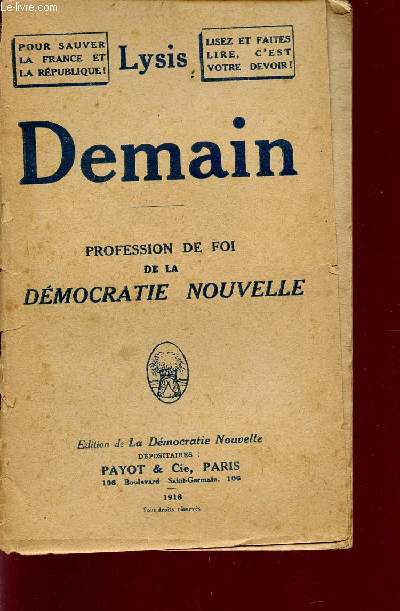 le-livre.com
POUR SAUVER
LA FRANCE ET
LA RÉPUBLIQUE!
Lysis
LISEZ ET FAITES
LIRE, C'EST
VOTRE DEVOIR!
Demain
PROFESSION DE FOI
DE LA
DÉMOCRATIE NOUVELLE
Edition de La Démocratie Nouvelle
DÉPOSITAIRES :
PAYOT & Cie, PARIS
106, Boulevard Saint-Germain, 106
1918
Tous droits réservés